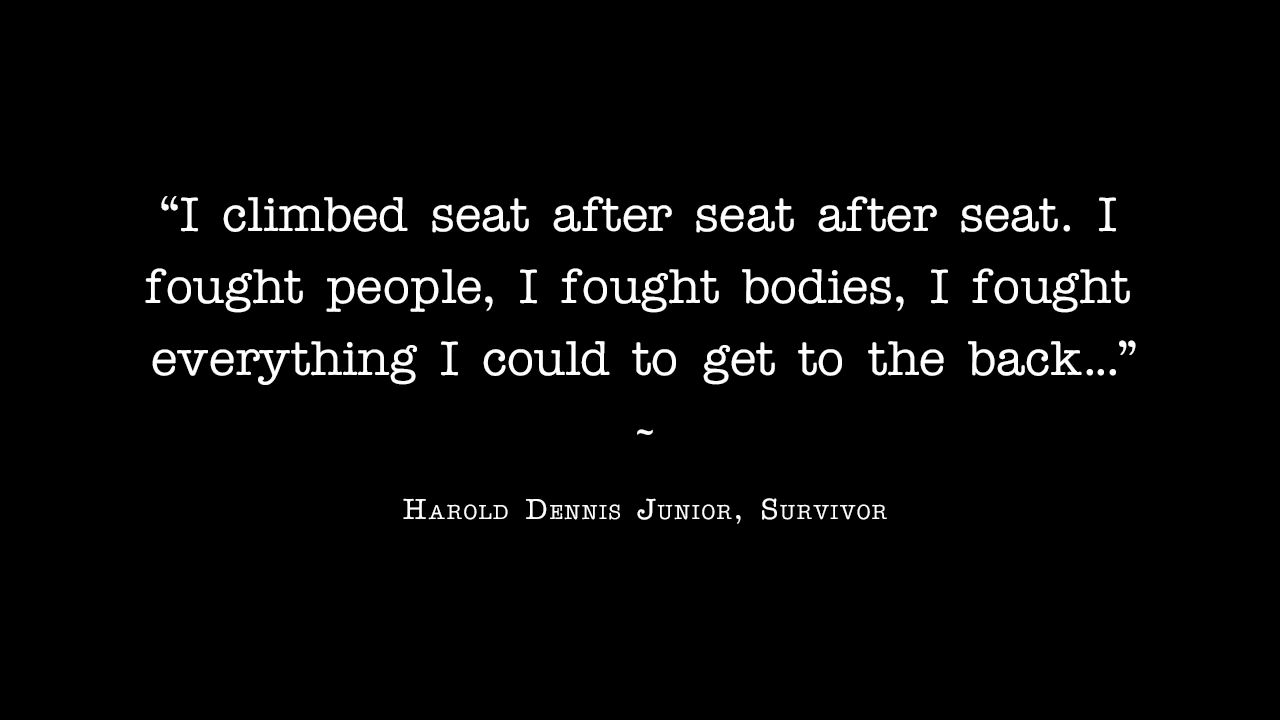 “I climbed seat after seat after seat. I
fought people, I fought bodies, I fought
everything I could to get to the back...”
~
Harold Dennis Junior, Survivor